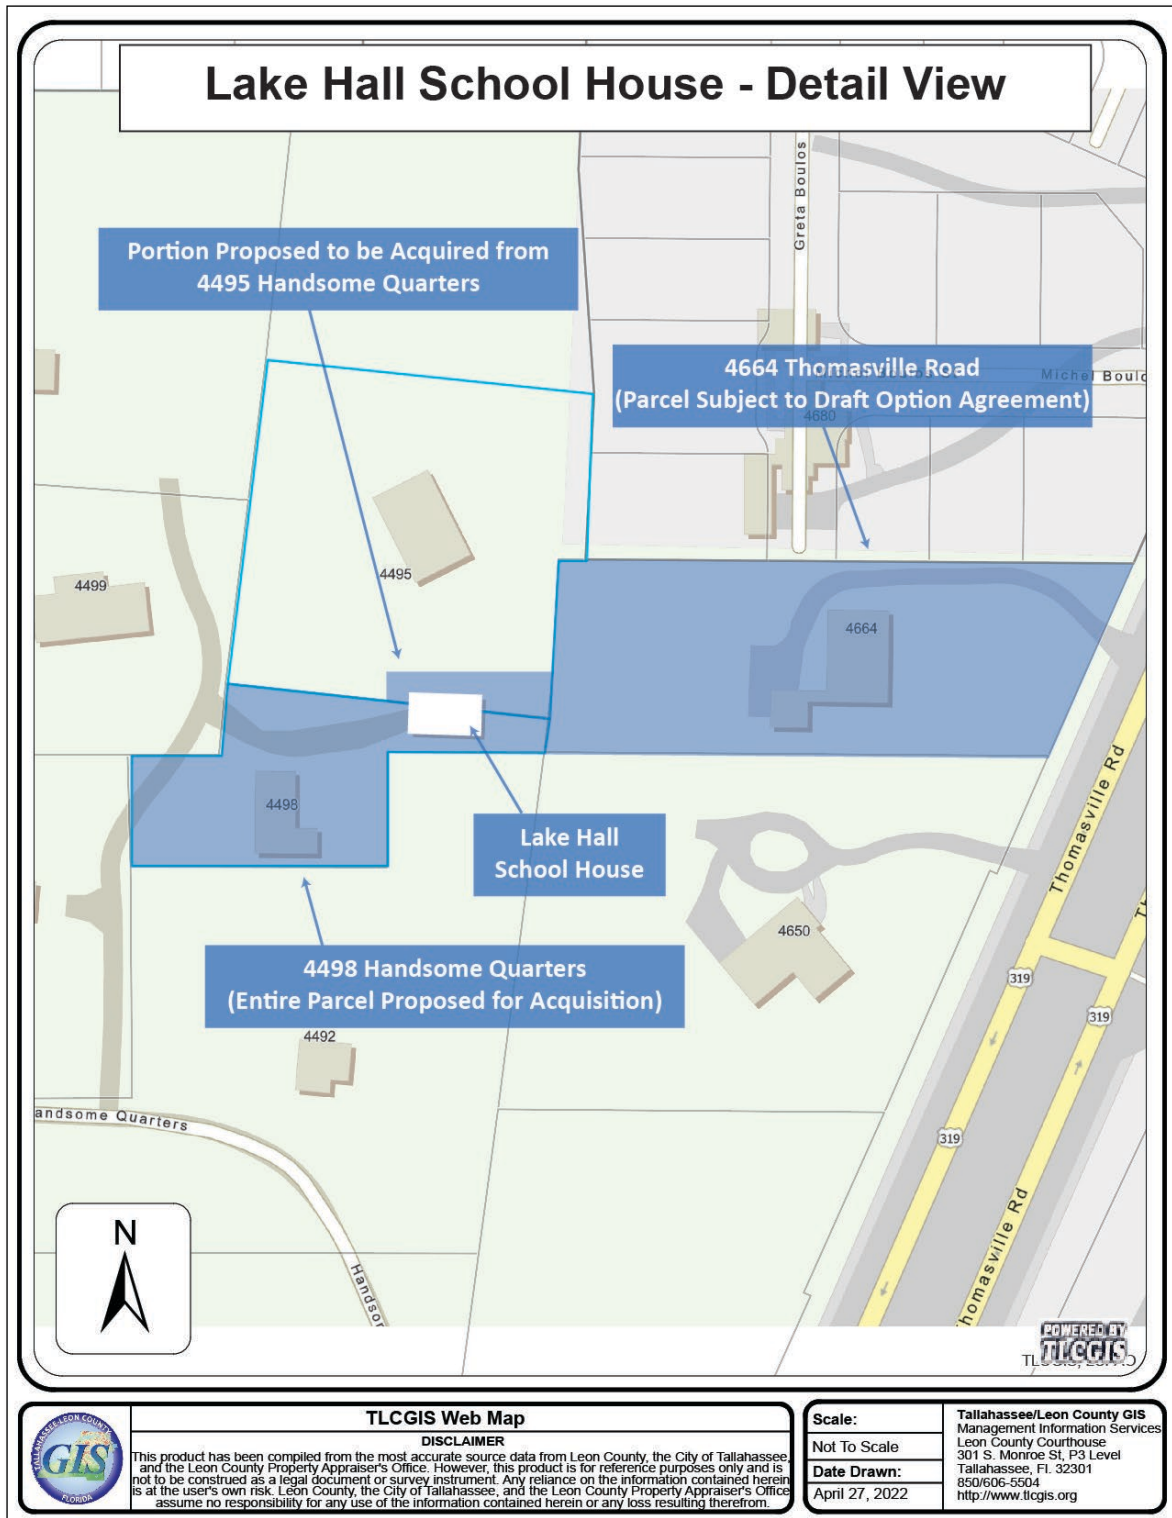 Lake Hall School House - Detail View
Greta Boulos
Portion Proposed to be Acquired from
4495 Handsome Quarters
4664 Thomasville Road
(Parcel Subject to Draft Option Agreement)
Michel Boulo
4680
4495
4499
4664
4498
Lake Hall
School House
Thomasville Rd
4650
4498 Handsome Quarters
(Entire Parcel Proposed for Acquisition)
319
319
4492
andsome Quarters
319
N
Handsor
homasville Rd
POWERED BY
TLCGIS
TALLAHASSEE-LEON COUNTY
GIS
FLORIDA
TLCGIS Web Map
DISCLAIMER
This product has been compiled from the most accurate source data from Leon County, the City of Tallahassee,
and the Leon County Property Appraiser's Office. However, this product is for reference purposes only and is
not to be construed as a legal document or survey instrument. Any reliance on the information contained herein
is at the user's own risk. Leon County, the City of Tallahassee, and the Leon County Property Appraiser's Office
assume no responsibility for any use of the information contained herein or any loss resulting therefrom.
Scale:
Not To Scale
Date Drawn:
April 27, 2022
Tallahassee/Leon County GIS
Management Information Services
Leon County Courthouse
301 S. Monroe St, P3 Level
Tallahassee, Fl. 32301
850/606-5504
http://www.tlcgis.org